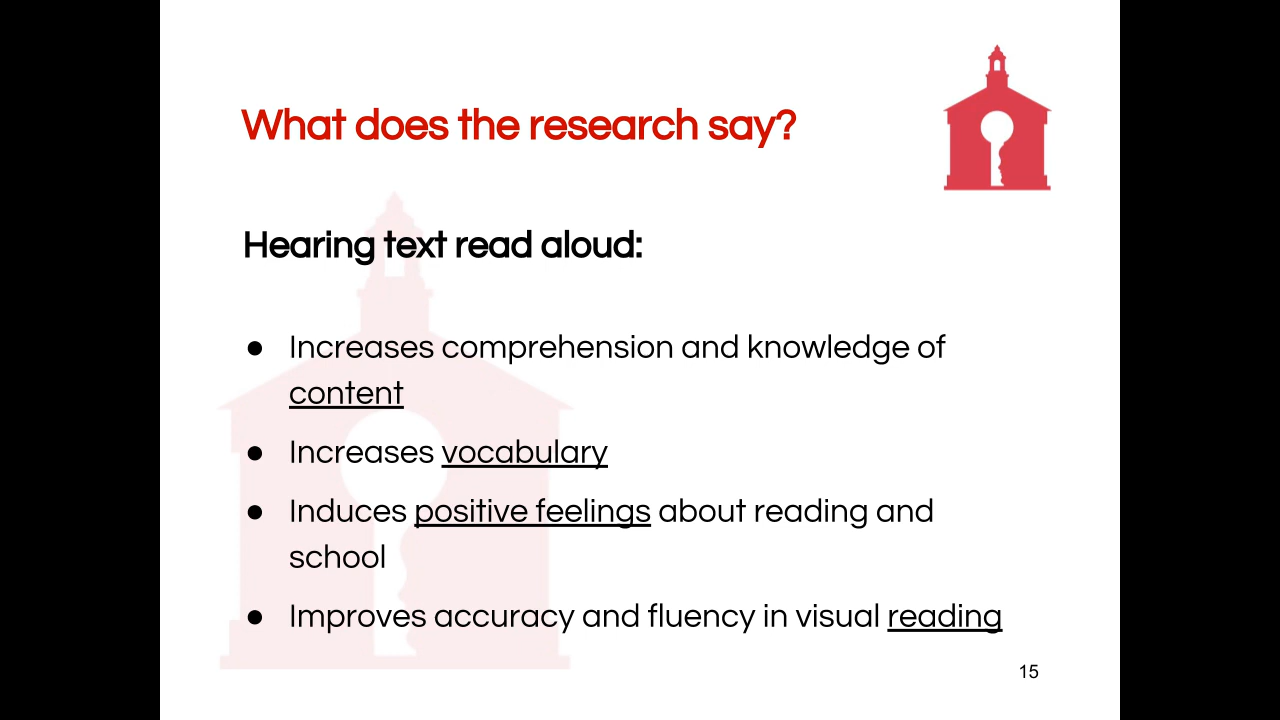 What does the research say?
Hearing text read aloud:
● Increases comprehension and knowledge of
content
● Increases vocabulary
● Induces positive feelings about reading and
school
● Improves accuracy and fluency in visual reading
15